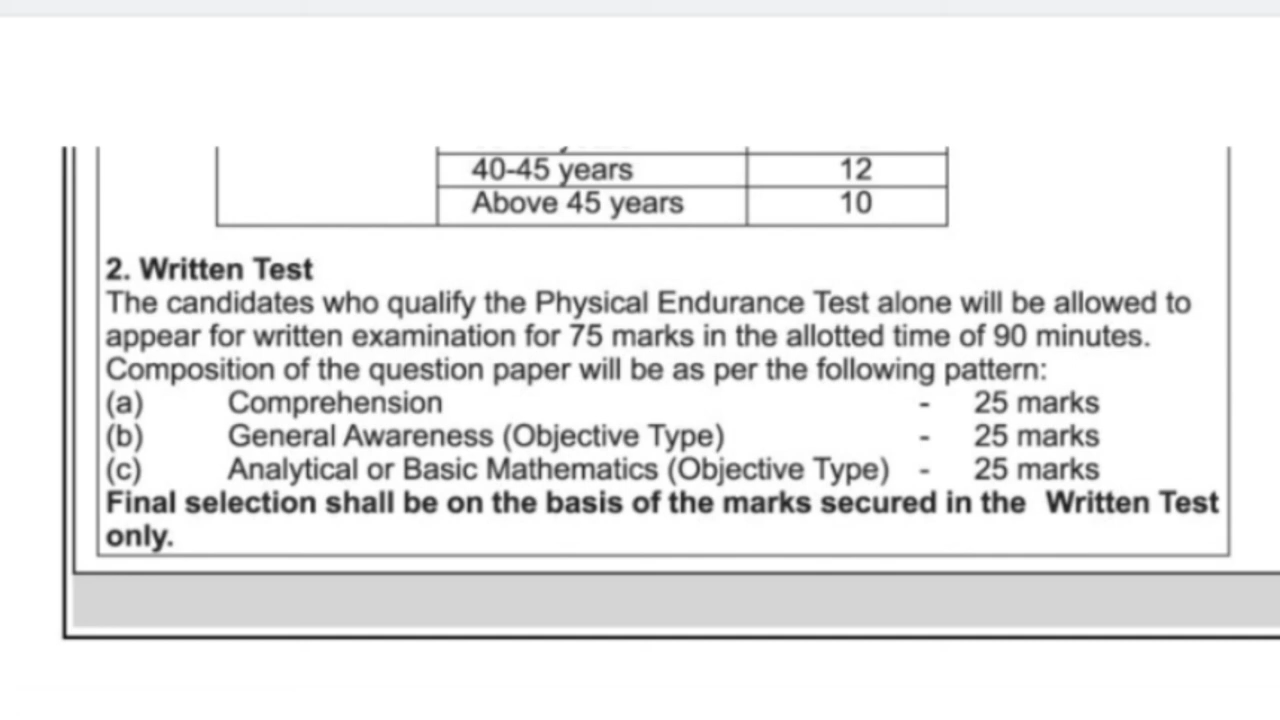 40-45 years 12
Above 45 years 10
2. Written Test
The candidates who qualify the Physical Endurance Test alone will be allowed to
appear for written examination for 75 marks in the allotted time of 90 minutes.
Composition of the question paper will be as per the following pattern:
(a) Comprehension - 25 marks
(b) General Awareness (Objective Type) - 25 marks
(c) Analytical or Basic Mathematics (Objective Type) - 25 marks
Final selection shall be on the basis of the marks secured in the Written Test
only.